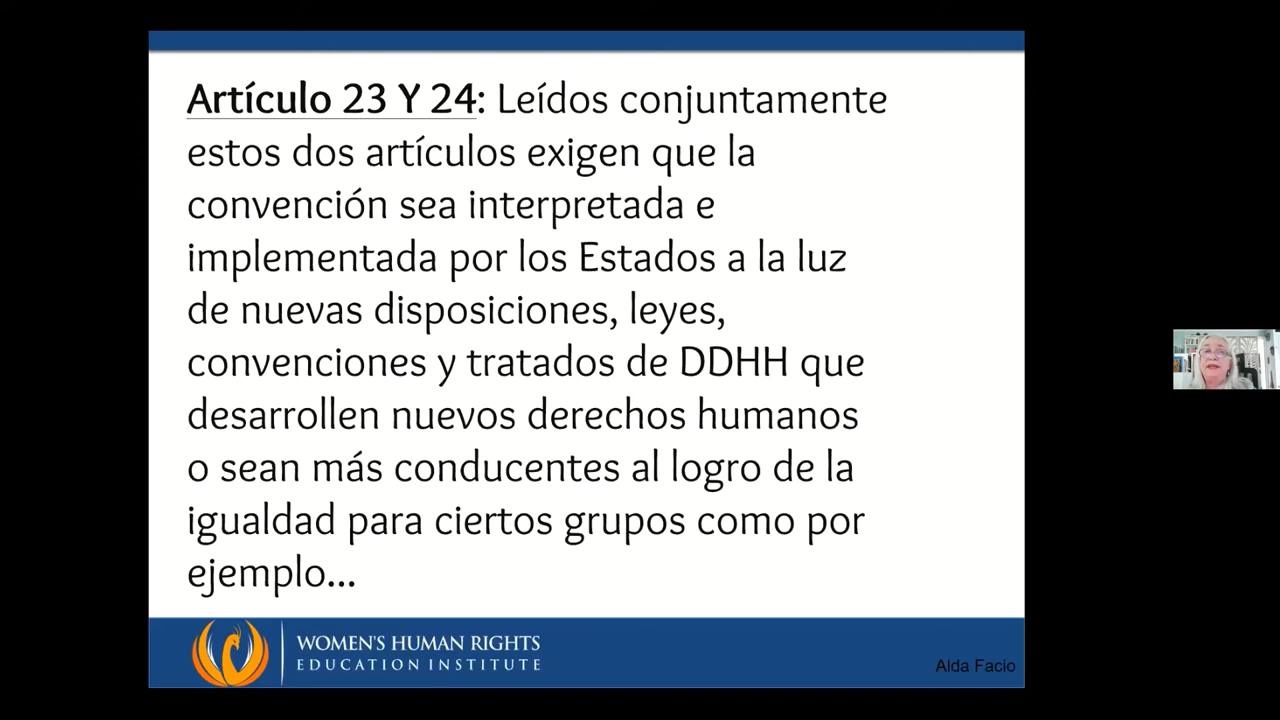 Artículo 23 Y 24: Leídos conjuntamente
estos dos artículos exigen que la
convención sea interpretada e
implementada por los Estados a la luz
de nuevas disposiciones, leyes,
convenciones y tratados de DDHH que
desarrollen nuevos derechos humanos
o sean más conducentes al logro de la
igualdad para ciertos grupos como por
ejemplo...
WOMEN'S HUMAN RIGHTS
EDUCATION INSTITUTE
Alda Facio